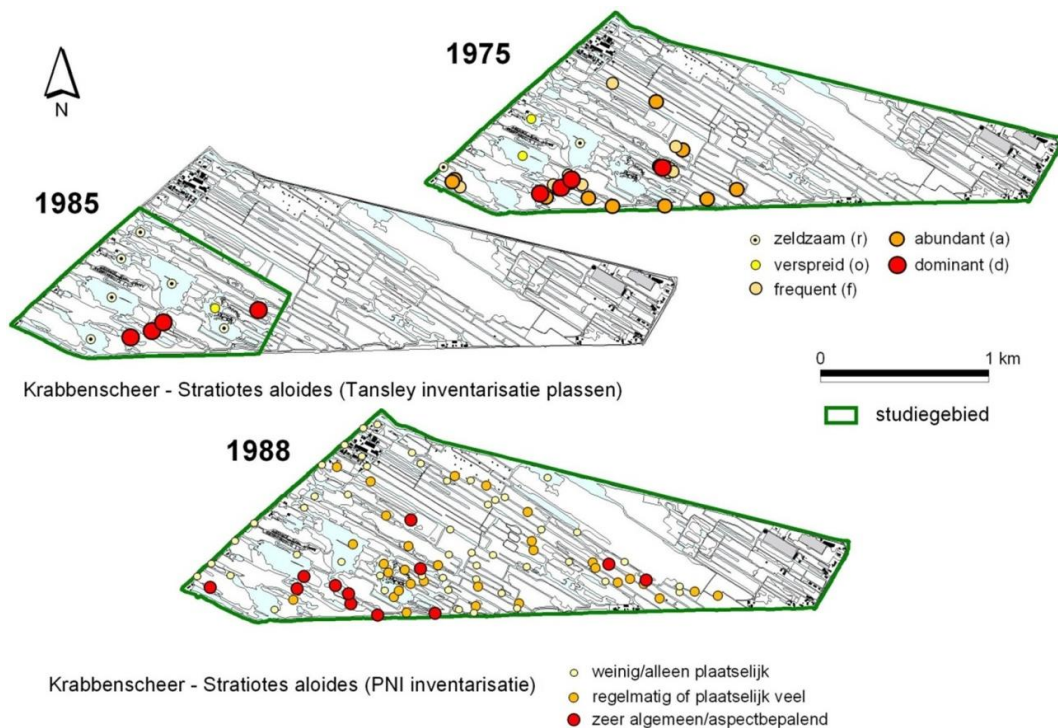 1975
N
1985
zeldzaam (r)
abundant (a)
verspreid (o)
dominant (d)
frequent (f)
0 1 km
Krabbenscheer - Stratiotes aloides (Tansley inventarisatie plassen)
studiegebied
1988
Krabbenscheer - Stratiotes aloides (PNI inventarisatie)
weinig/alleen plaatselijk
regelmatig of plaatselijk veel
zeer algemeen/aspectbepalend